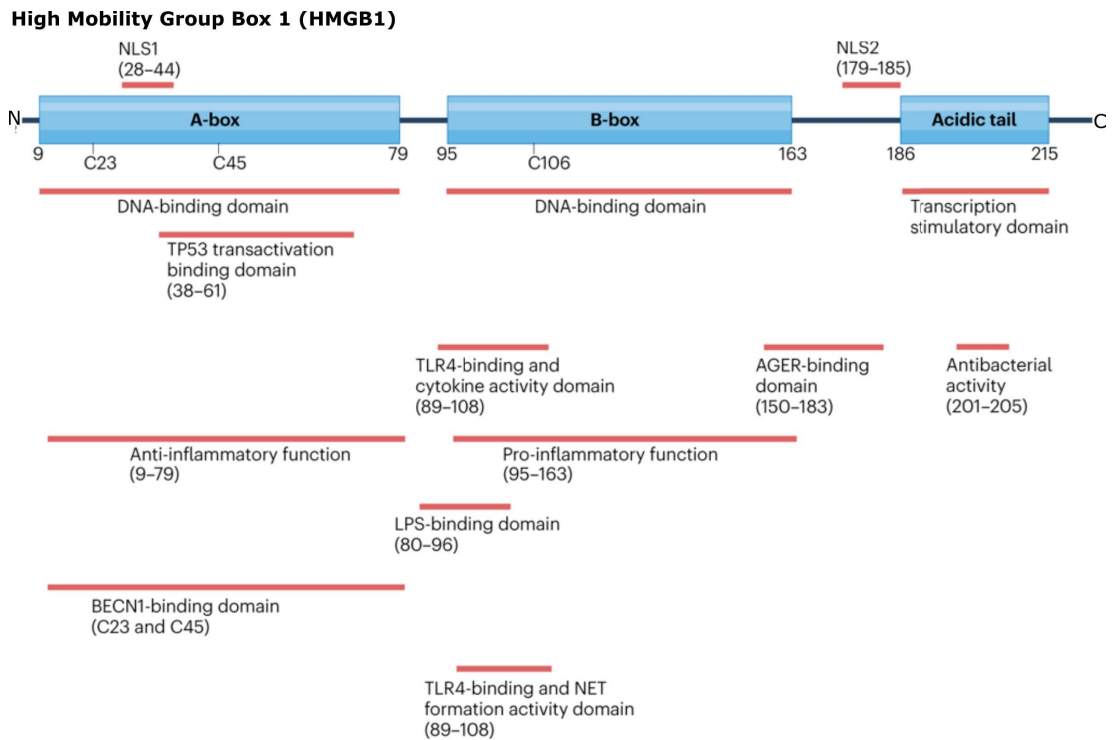 High Mobility Group Box 1 (HMGB1)
NLS1
(28–44)
NLS2
(179–185)
N
A-box
B-box
Acidic tail
C
9
C23
C45
79
95
C106
163
186
215
DNA-binding domain
DNA-binding domain
Transcription
stimulatory domain
TP53 transactivation
binding domain
(38–61)
TLR4-binding and
cytokine activity domain
(89–108)
AGER-binding
domain
(150–183)
Antibacterial
activity
(201–205)
Anti-inflammatory function
(9–79)
Pro-inflammatory function
(95–163)
LPS-binding domain
(80–96)
BECN1-binding domain
(C23 and C45)
TLR4-binding and NET
formation activity domain
(89–108)